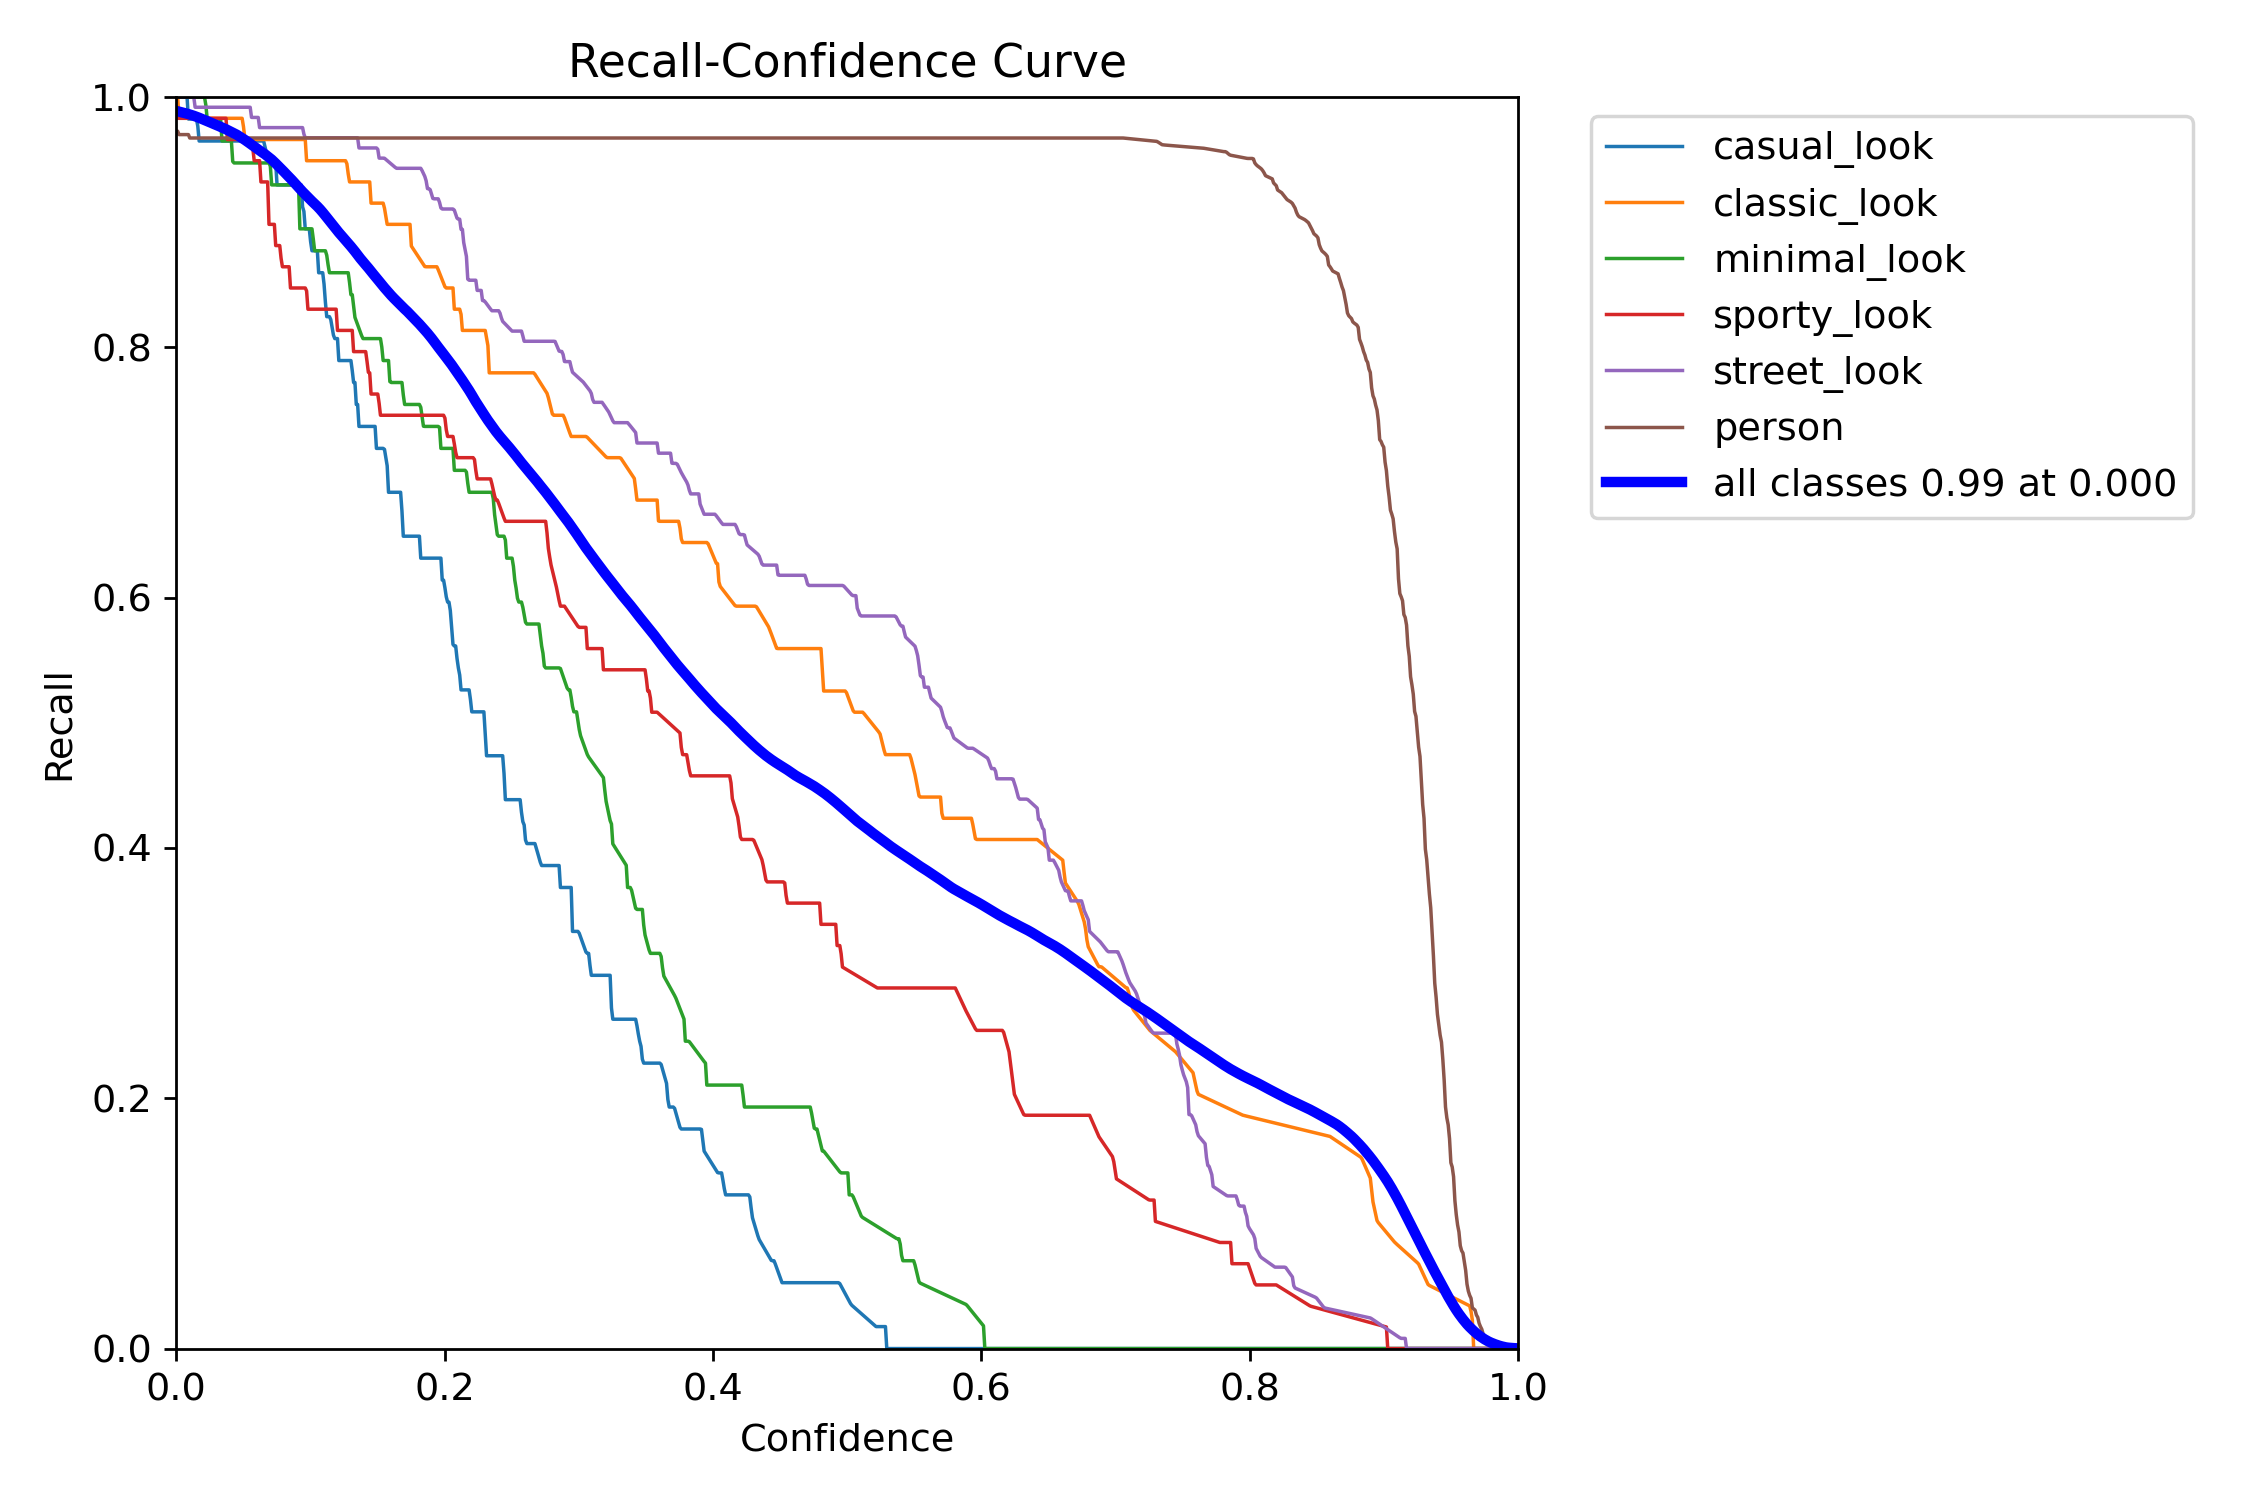 Recall-Confidence Curve
1.0
0.8
0.6
0.4
0.2
0.0
Recall
0.0 0.2 0.4 0.6 0.8 1.0
Confidence
casual_look
classic_look
minimal_look
sporty_look
street_look
person
all classes 0.99 at 0.000